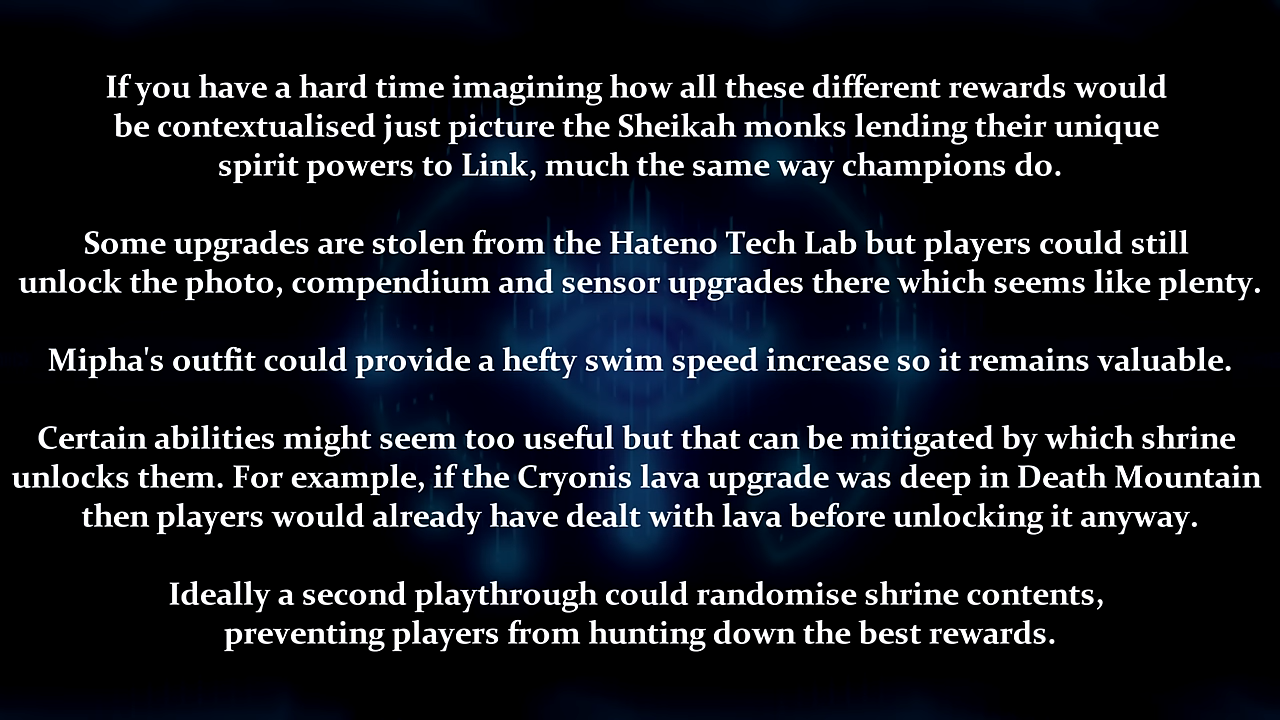 If you have a hard time imagining how all these different rewards would
be contextualised just picture the Sheikah monks lending their unique
spirit powers to Link, much the same way champions do.
Some upgrades are stolen from the Hateno Tech Lab but players could still
unlock the photo, compendium and sensor upgrades there which seems like plenty.
Mipha's outfit could provide a hefty swim speed increase so it remains valuable.
Certain abilities might seem too useful but that can be mitigated by which shrine
unlocks them. For example, if the Cryonis lava upgrade was deep in Death Mountain
then players would already have dealt with lava before unlocking it anyway.
Ideally a second playthrough could randomise shrine contents,
preventing players from hunting down the best rewards.